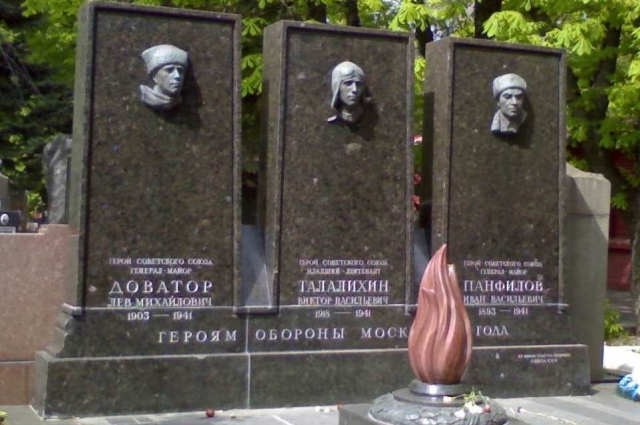 ГЕРОЙ СОВЕТСКОГО СОЮЗА
ГЕНЕРАЛ-МАЙОР
ДОВАТОР
ЛЕВ МИХАЙЛОВИЧ
1903 — 1941
ГЕРОЙ СОВЕТСКОГО СОЮЗА
МЛАДШИЙ ЛЕЙТЕНАНТ
ТАЛАЛИХИН
ВИКТОР ВАСИЛЬЕВИЧ
1918 — 1941
ГЕРОЙ СОВЕТСКОГО СОЮЗА
ГЕНЕРАЛ-МАЙОР
ПАНФИЛОВ
ИВАН ВАСИЛЬЕВИЧ
1893 — 1941
ГЕРОЯМ ОБОРОНЫ МОСК ГОДА